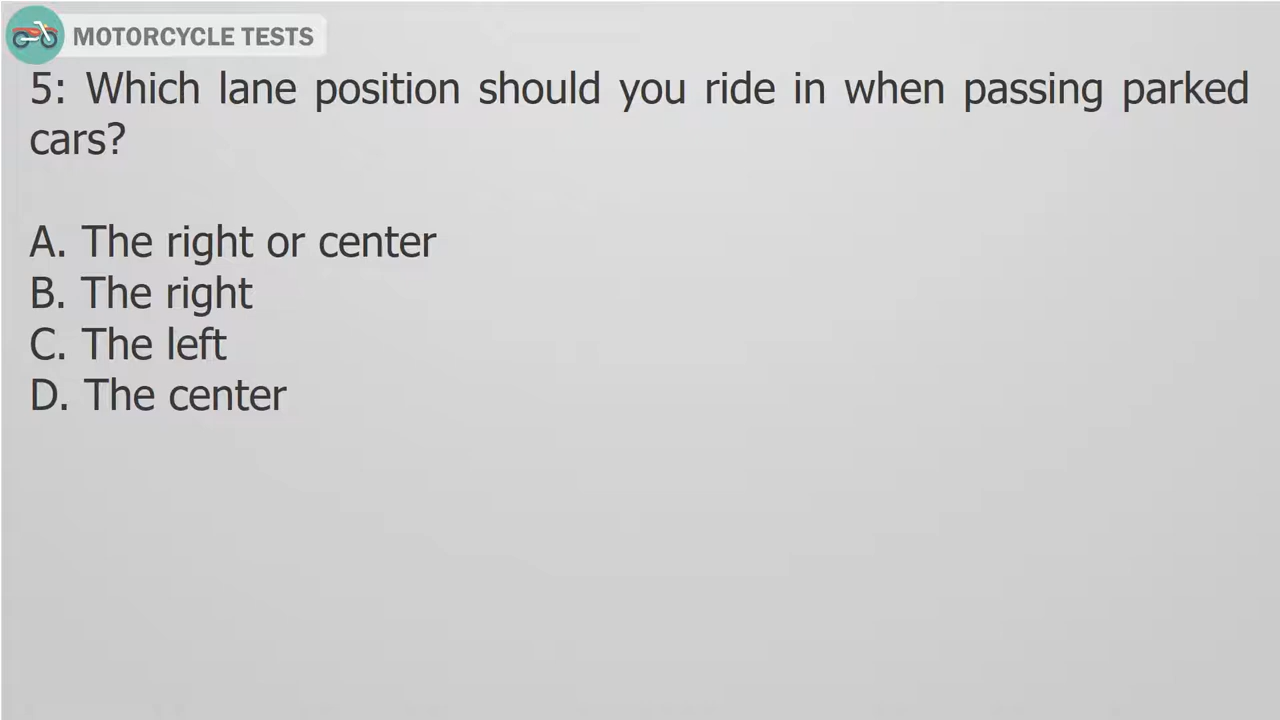 MOTORCYCLE TESTS
5: Which lane position should you ride in when passing parked
cars?
A. The right or center
B. The right
C. The left
D. The center